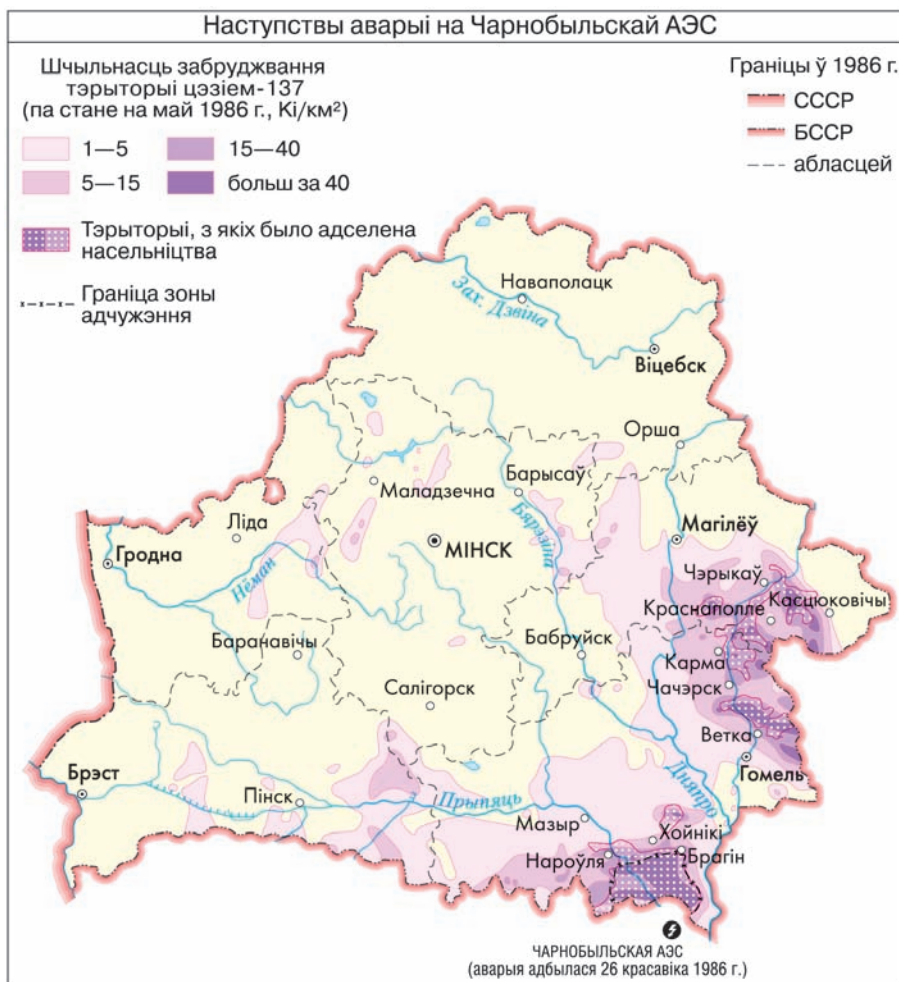 Наступствы аварыі на Чарнобыльскай АЭС
Шчыльнасць забруджвання
тэрыторыі цэзіем-137
(па стане на май 1986 г., Кі/км²)
1—5
15—40
5—15
больш за 40
Тэрыторыі, з якіх было адселена
насельніцтва
Граніца зоны
адчужэння
Граніцы ў 1986 г.
СССР
БССР
абласцей
Наваполацк
Зах. Дзвіна
Віцебск
Орша
Барысаў
Маладзечна
Бярэзіна
Ліда
Магілёў
МІНСК
Гродна
Нёман
Чэрыкаў
Краснаполле
Касцюковічы
Баранавічы
Бабруйск
Карма
Чачэрск
Салігорск
Ветка
Гомель
Брэст
Пінск
Прыпяць
Дняпро
Мазыр
Хойнікі
Нароўля
Брагін
ЧАРНОБЫЛЬСКАЯ АЭС
(аварыя адбылася 26 красавіка 1986 г.)